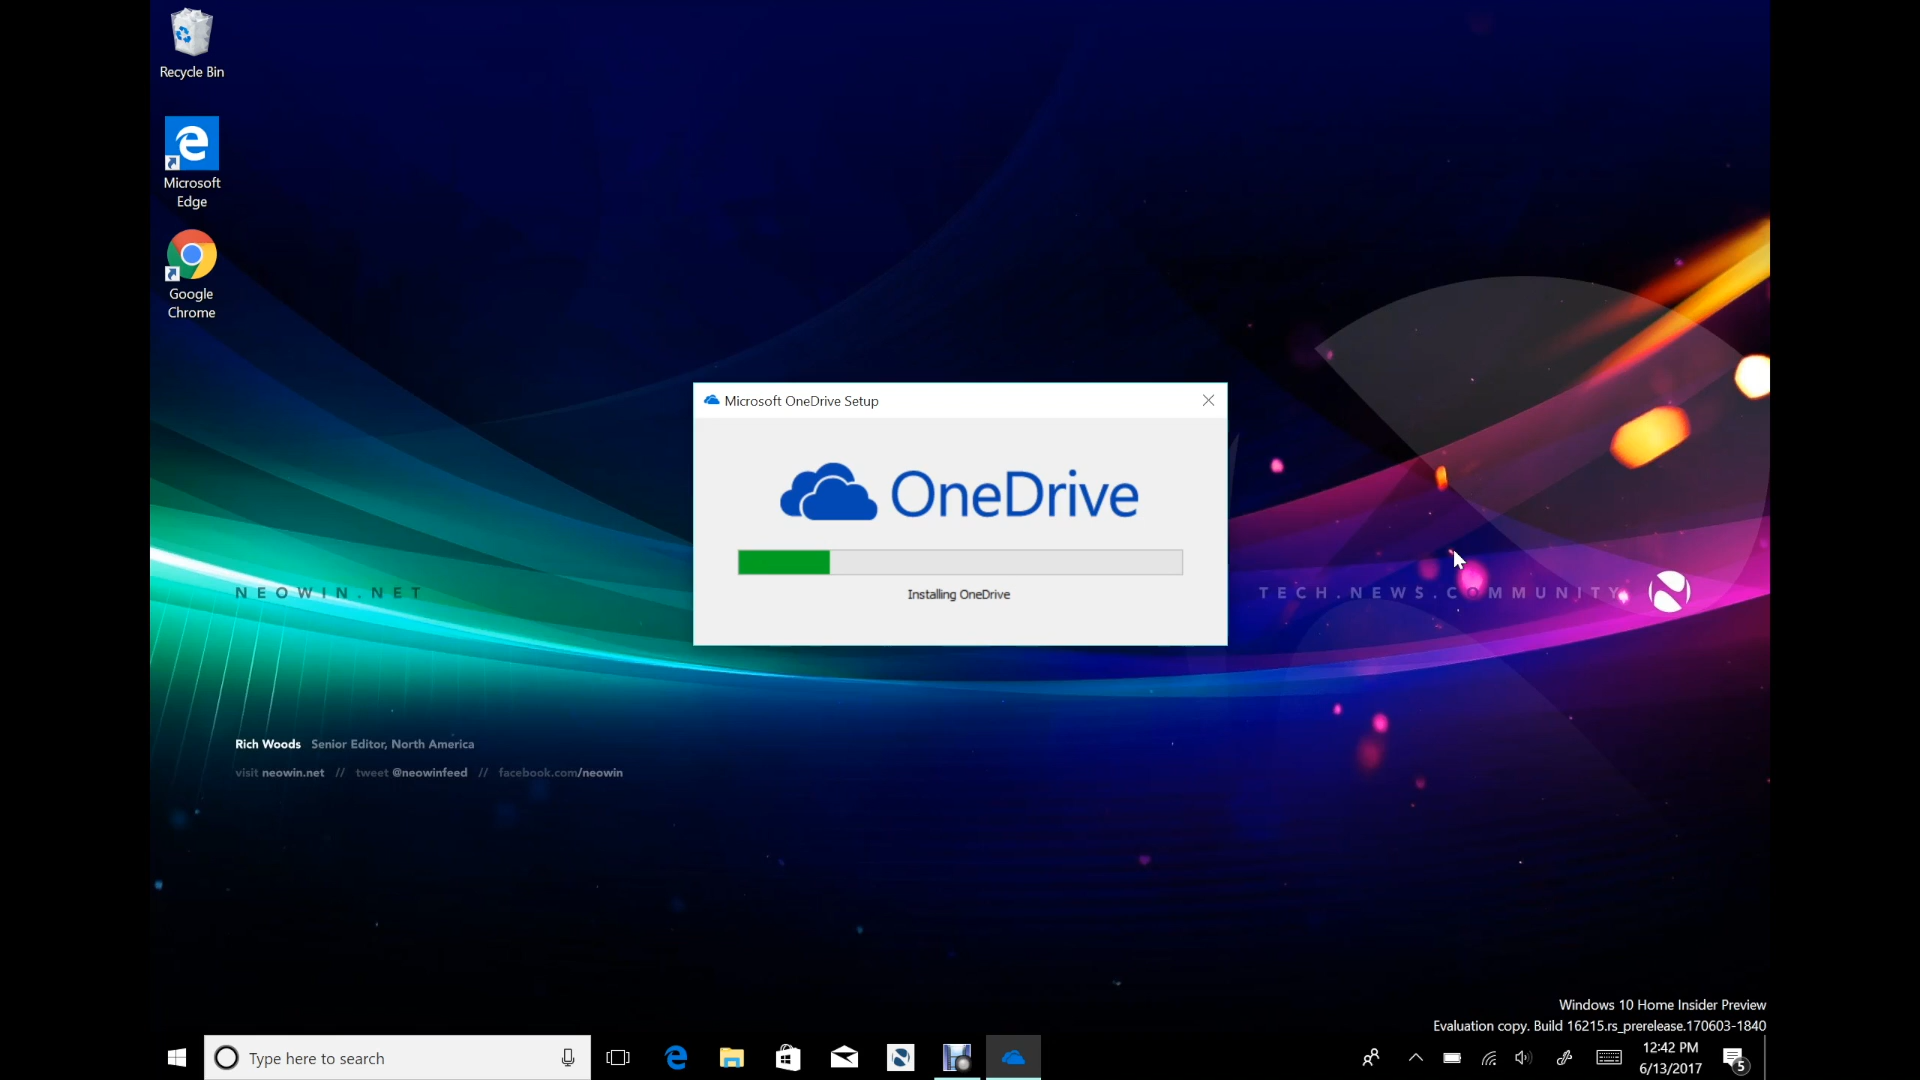 Recycle Bin
Microsoft
Edge
Google
Chrome
Microsoft OneDrive Setup
OneDrive
Installing OneDrive
NEOWIN.NET
TECH.NEWS.COMMUNITY
Rich Woods Senior Editor, North America
visit neowin.net // tweet @neowinfeed // facebook.com/neowin
Windows 10 Home Insider Preview
Evaluation copy. Build 16215.rs_prerelease.170603-1840
Type here to search
12:42 PM
6/13/2017
5